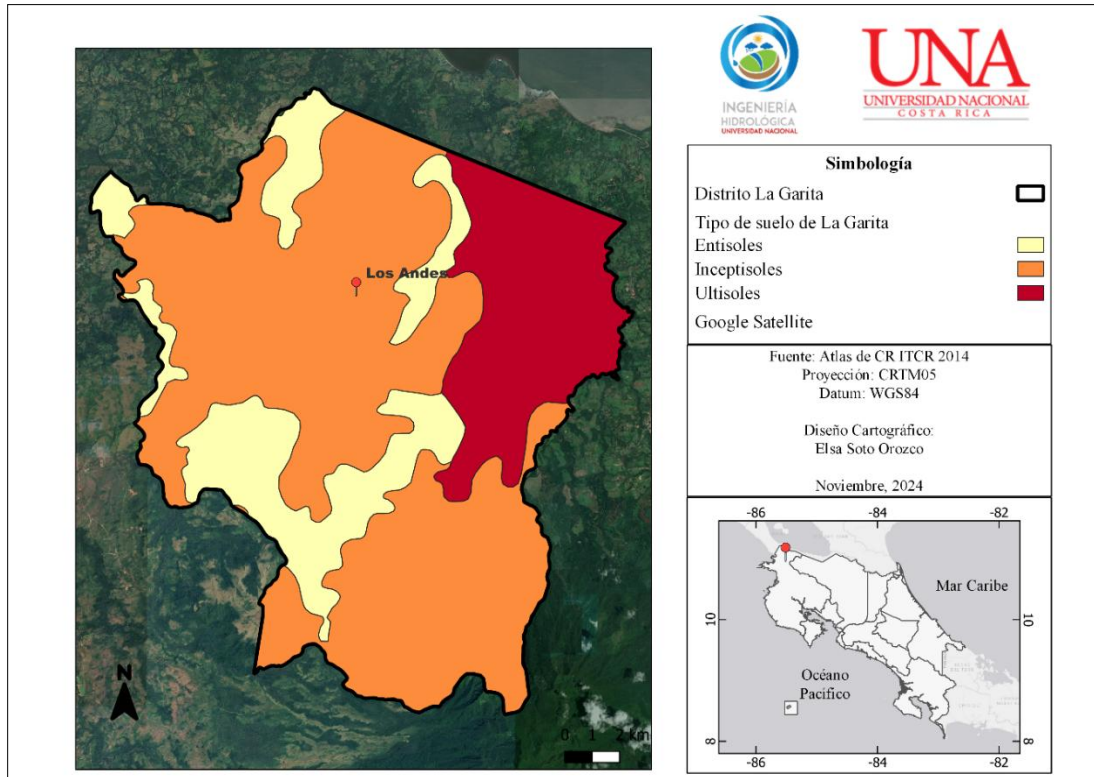 Los Andes
N
0 1 2 km
INGENIERÍA
HIDROLÓGICA
UNIVERSIDAD NACIONAL
UNA
UNIVERSIDAD NACIONAL
COSTA RICA
Simbología
Distrito La Garita
Tipo de suelo de La Garita
Entisoles
Inceptisoles
Ultisoles
Google Satellite
Fuente: Atlas de CR ITCR 2014
Proyección: CRTM05
Datum: WGS84
Diseño Cartográfico:
Elsa Soto Orozco
Noviembre, 2024
-86 -84 -82
Mar Caribe
10 10
Océano
Pacifico
8 8
-86 -84 -82